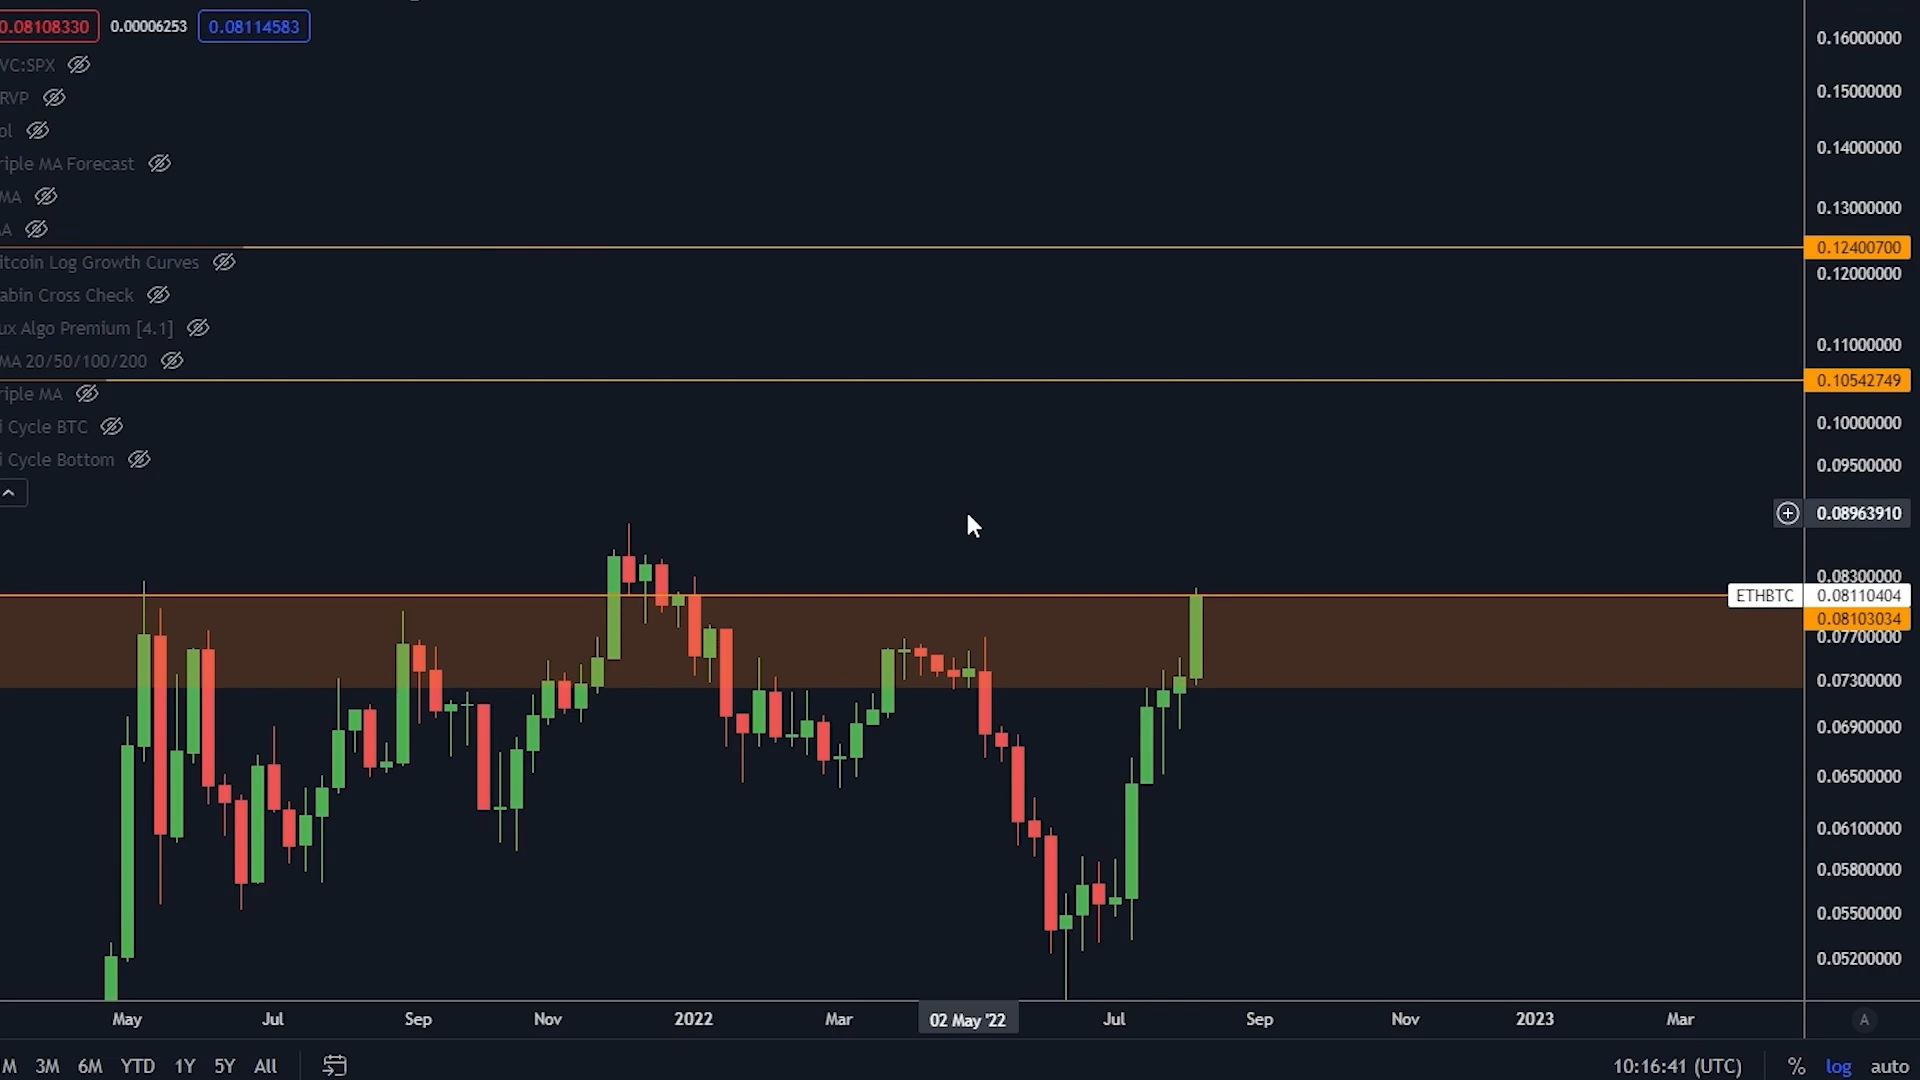 0.08108330 0.00006253 0.08114583
VC:SPX
RVP
ol
riple MA Forecast
MA
A
itcoin Log Growth Curves
abin Cross Check
ux Algo Premium [4.1]
MA 20/50/100/200
riple MA
i Cycle BTC
i Cycle Bottom
0.16000000
0.15000000
0.14000000
0.13000000
0.12400700
0.12000000
0.11000000
0.10542749
0.10000000
0.09500000
0.08963910
0.08300000
ETHBTC 0.08110404
0.08103034
0.07700000
0.07300000
0.06900000
0.06500000
0.06100000
0.05800000
0.05500000
0.05200000
May Jul Sep Nov 2022 Mar 02 May '22 Jul Sep Nov 2023 Mar A
M 3M 6M YTD 1Y 5Y All 10:16:41 (UTC) % log auto